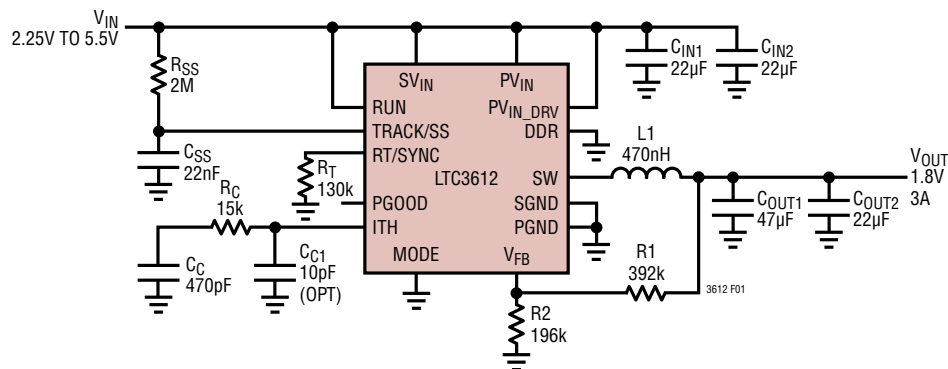 VIN
2.25V TO 5.5V
RSS
2M
CSS
22nF
RC
15k
CC
470pF
CC1
10pF
(OPT)
RT
130k
SVIN
PVIN
RUN
PVIN_DRV
TRACK/SS
DDR
RT/SYNC
LTC3612
SW
PGOOD
SGND
ITH
PGND
MODE
VFB
CIN1
22µF
CIN2
22µF
L1
470nH
VOUT
1.8V
3A
COUT1
47µF
COUT2
22µF
R1
392k
3612 F01
R2
196k